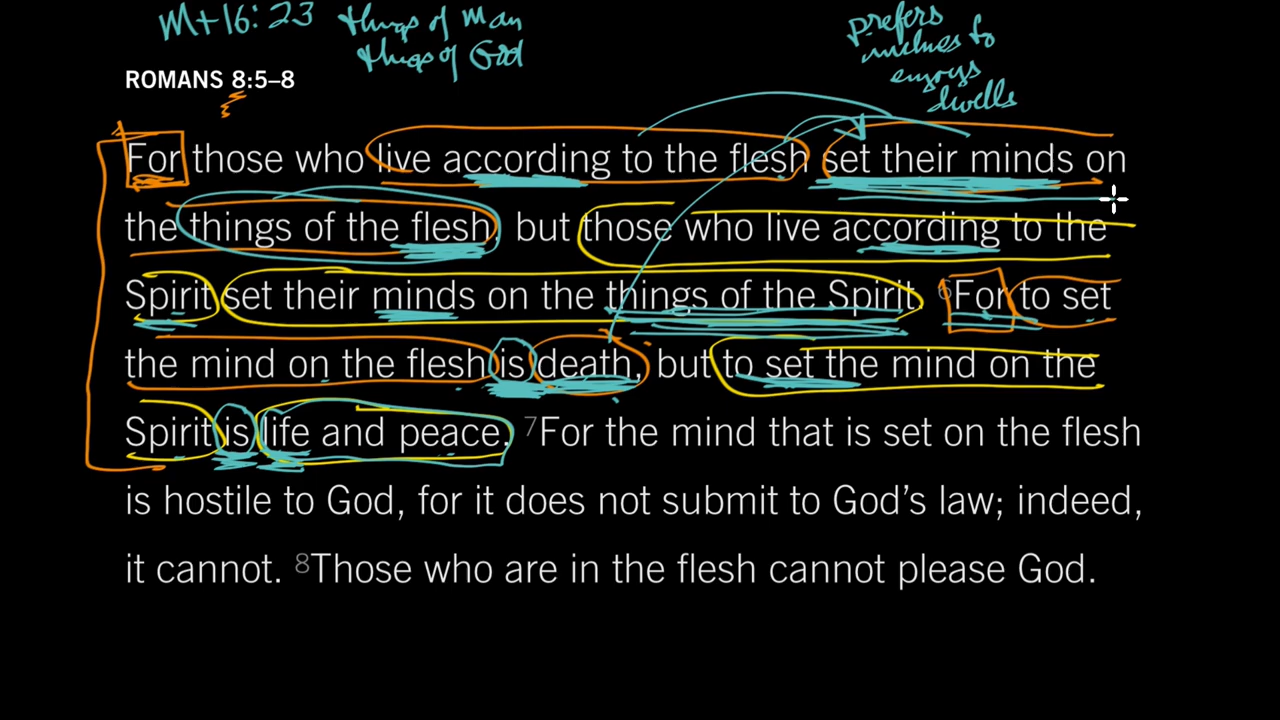 Mt 16:23 things of man
things of God
prefers
inclines to
enjoys
dwells
ROMANS 8:5–8
For those who live according to the flesh set their minds on
the things of the flesh, but those who live according to the
Spirit set their minds on the things of the Spirit. 6For to set
the mind on the flesh is death, but to set the mind on the
Spirit is life and peace. 7For the mind that is set on the flesh
is hostile to God, for it does not submit to God’s law; indeed,
it cannot. 8Those who are in the flesh cannot please God.